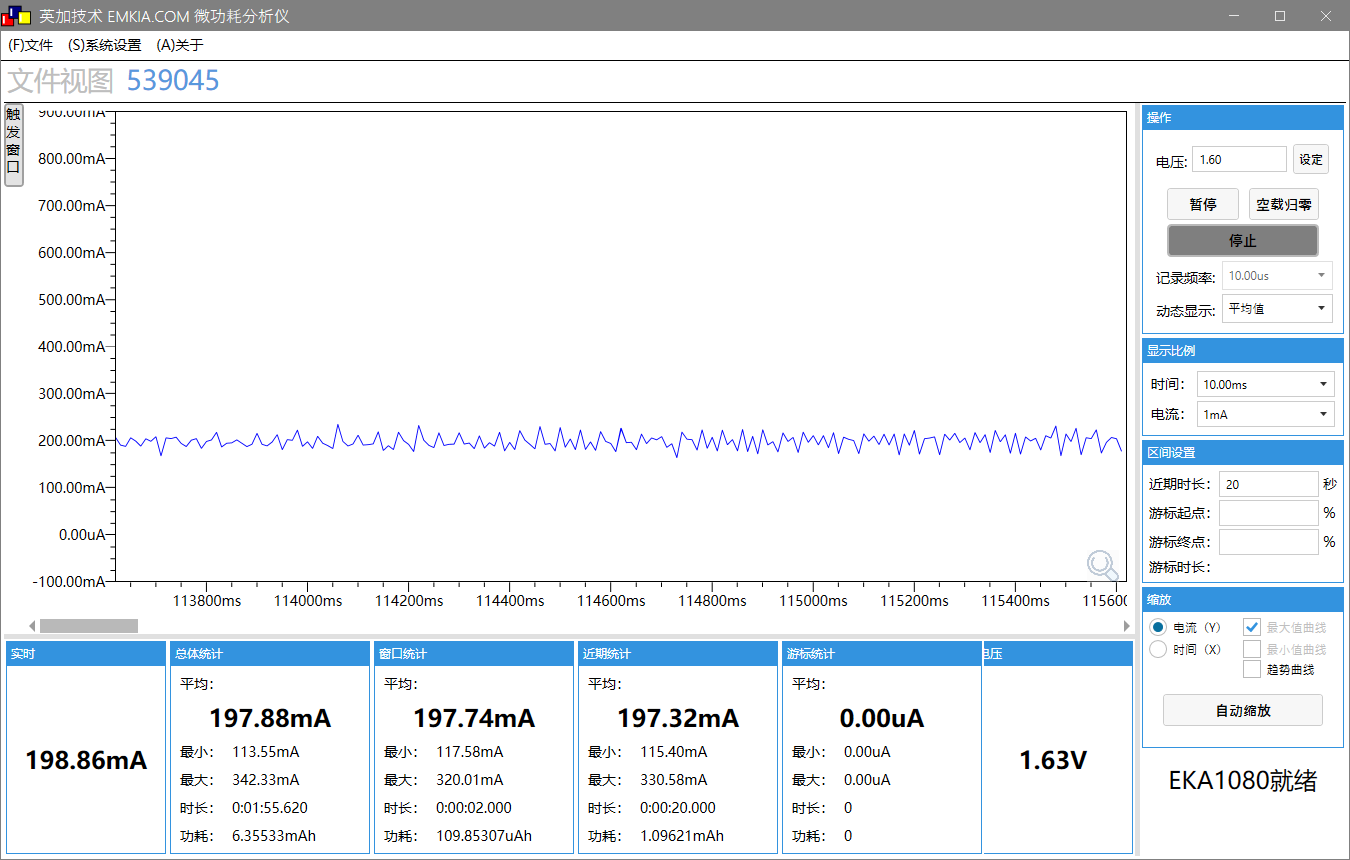 英加技术 EMKIA.COM 微功耗分析仪
(F)文件 (S)系统设置 (A)关于
文件视图 539045
触发窗口
900.00mA
800.00mA
700.00mA
600.00mA
500.00mA
400.00mA
300.00mA
200.00mA
100.00mA
0.00uA
-100.00mA
113800ms 114000ms 114200ms 114400ms 114600ms 114800ms 115000ms 115200ms 115400ms 115600
操作
电压: 1.60 设定
暂停 空载归零
停止
记录频率: 10.00us
动态显示: 平均值
显示比例
时间: 10.00ms
电流: 1mA
区间设置
近期时长: 20 秒
游标起点: %
游标终点: %
游标时长:
缩放
电流（Y） 最大值曲线
时间（X） 最小值曲线
趋势曲线
自动缩放
EKA1080就绪
实时
198.86mA
总体统计
平均:
197.88mA
最小: 113.55mA
最大: 342.33mA
时长: 0:01:55.620
功耗: 6.35533mAh
窗口统计
平均:
197.74mA
最小: 117.58mA
最大: 320.01mA
时长: 0:00:02.000
功耗: 109.85307uAh
近期统计
平均:
197.32mA
最小: 115.40mA
最大: 330.58mA
时长: 0:00:20.000
功耗: 1.09621mAh
游标统计
平均:
0.00uA
最小: 0.00uA
最大: 0.00uA
时长: 0
功耗: 0
电压
1.63V